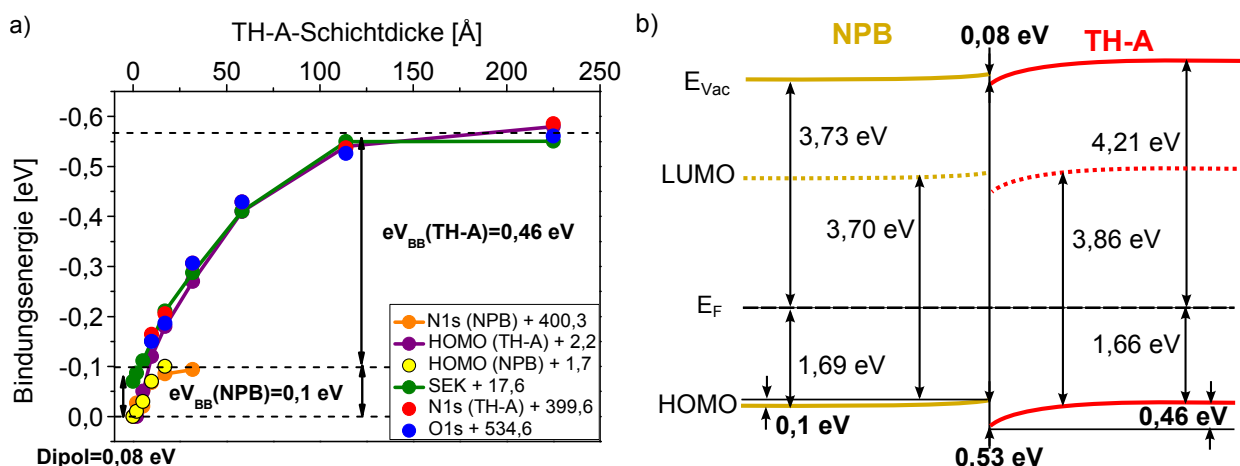 a)
TH-A-Schichtdicke [Å]
0 50 100 150 200 250
-0,6
-0,5
-0,4
-0,3
-0,2
-0,1
0,0
Bindungsenergie [eV]
eV_BB(TH-A)=0,46 eV
eV_BB(NPB)=0,1 eV
N1s (NPB) + 400,3
HOMO (TH-A) + 2,2
HOMO (NPB) + 1,7
SEK + 17,6
N1s (TH-A) + 399,6
O1s + 534,6
Dipol=0,08 eV
b)
NPB 0,08 eV TH-A
E_Vac
3,73 eV 4,21 eV
LUMO
3,70 eV 3,86 eV
E_F
1,69 eV 1,66 eV
HOMO
0,1 eV 0,46 eV
0,53 eV